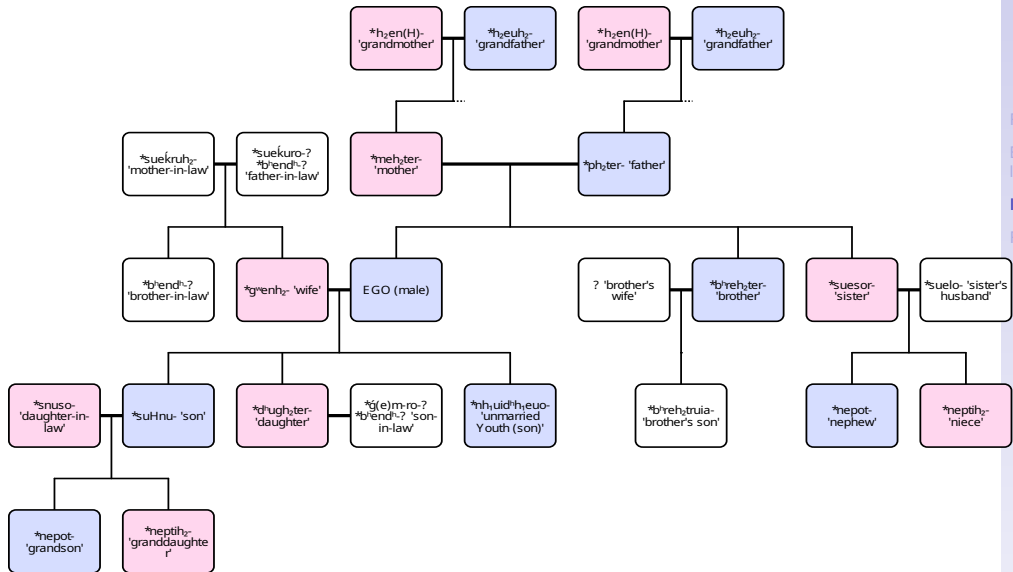 *h₂en(H)-
'grandmother'
*h₂euh₂-
'grandfather'
*h₂en(H)-
'grandmother'
*h₂euh₂-
'grandfather'
*sueḱruh₂-
'mother-in-law'
*sueḱuro-?
*bʰendʰ-?
'father-in-law'
*meh₂ter-
'mother'
*ph₂ter- 'father'
*bʰendʰ-?
'brother-in-law'
*gʷenh₂- 'wife'
EGO (male)
? 'brother's
wife'
*bʰreh₂ter-
'brother'
*suesor-
'sister'
*suelo- 'sister's
husband'
*snuso-
'daughter-in-
law'
*suHnu- 'son'
*dʰugh₂ter-
'daughter'
*ǵ(e)m-ro-?
*bʰendʰ-? 'son-
in-law'
*nh₁uidʰh₁euo-
'unmarried
Youth (son)'
*bʰreh₂truia-
'brother's son'
*nepot-
'nephew'
*neptih₂-
'niece'
*nepot-
'grandson'
*neptih₂-
'granddaughte
r'